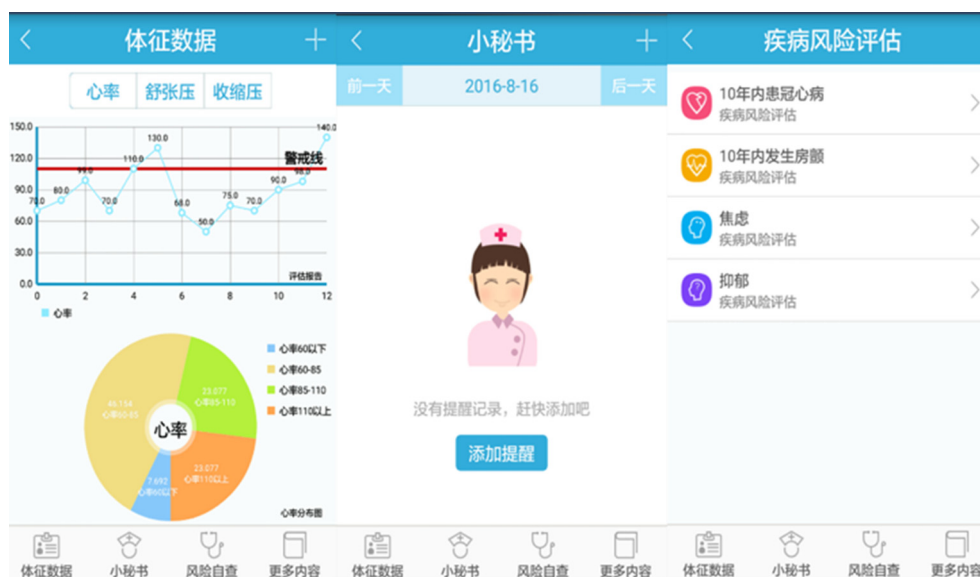 体征数据
心率 舒张压 收缩压
150.0
120.0
90.0
60.0
30.0
0.0
70.0
80.0
99.0
70.0
110.0
130.0
68.0
50.0
75.0
70.0
90.0
98.0
140.0
警戒线
评估报告
0 2 4 6 8 10 12
心率
心率60以下
心率60-85
心率85-110
心率110以上
46.154
心率60-85
23.077
心率85-110
心率
7.692
心率60以下
23.077
心率110以上
心率分布图
体征数据 小秘书 风险自查 更多内容
小秘书
前一天 2016-8-16 后一天
没有提醒记录，赶快添加吧
添加提醒
体征数据 小秘书 风险自查 更多内容
疾病风险评估
10年内患冠心病
疾病风险评估
10年内发生房颤
疾病风险评估
焦虑
疾病风险评估
抑郁
疾病风险评估
体征数据 小秘书 风险自查 更多内容